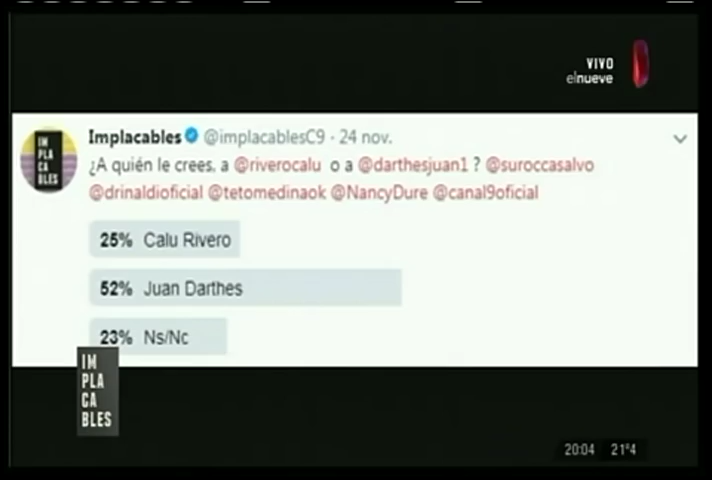 VIVO
elnueve
Implacables @implacablesC9 · 24 nov.
¿A quién le crees, a @riverocalu o a @darthesjuan1 ? @suroccasalvo
@drinaldioficial @tetomedinaok @NancyDure @canal9oficial
25% Calu Rivero
52% Juan Darthes
23% Ns/Nc
IM
PLA
CA
BLES
IM
PLA
CA
BLES
20:04 21°4